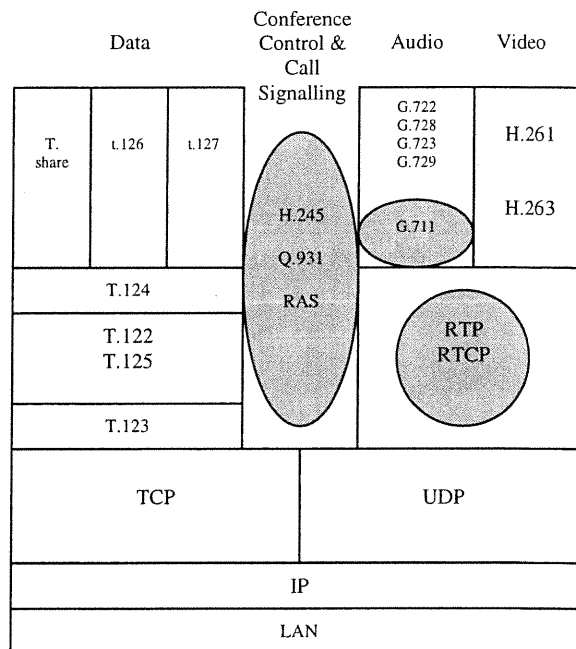 Data
Conference
Control &
Call
Signalling
Audio
Video
T.
share
t.126
t.127
G.722
G.728
G.723
G.729
H.261
H.263
G.711
H.245
Q.931
RAS
T.124
T.122
T.125
T.123
RTP
RTCP
TCP
UDP
IP
LAN